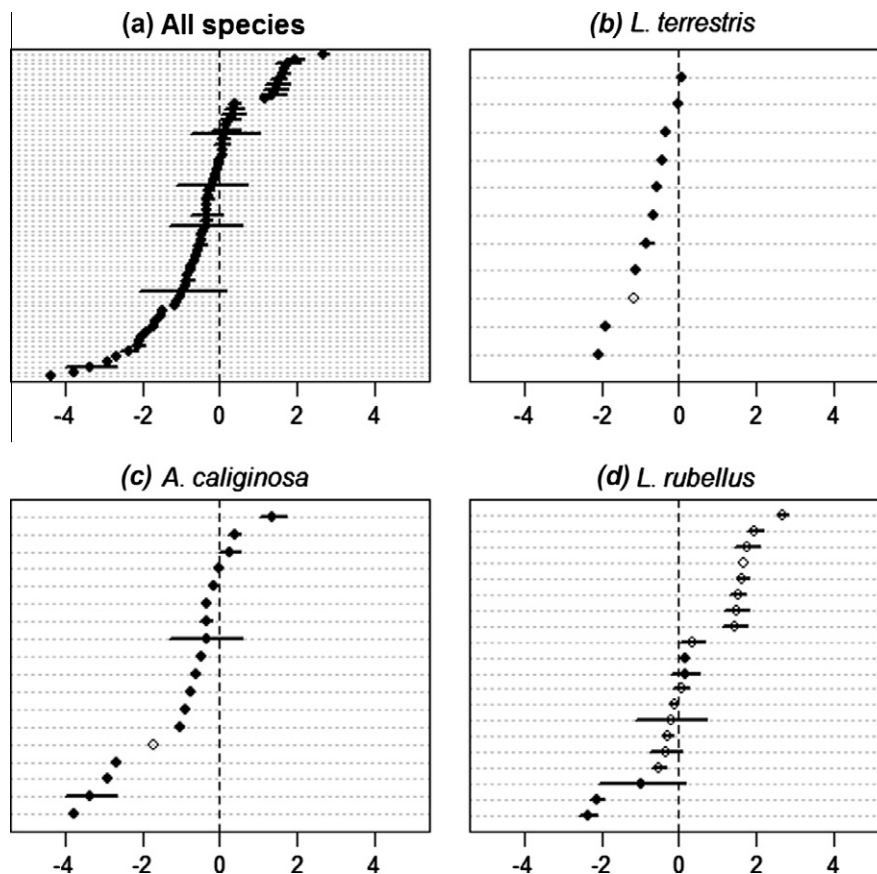 (a) All species
(b) L. terrestris
-4 -2 0 2 4
-4 -2 0 2 4
(c) A. caliginosa
(d) L. rubellus
-4 -2 0 2 4
-4 -2 0 2 4